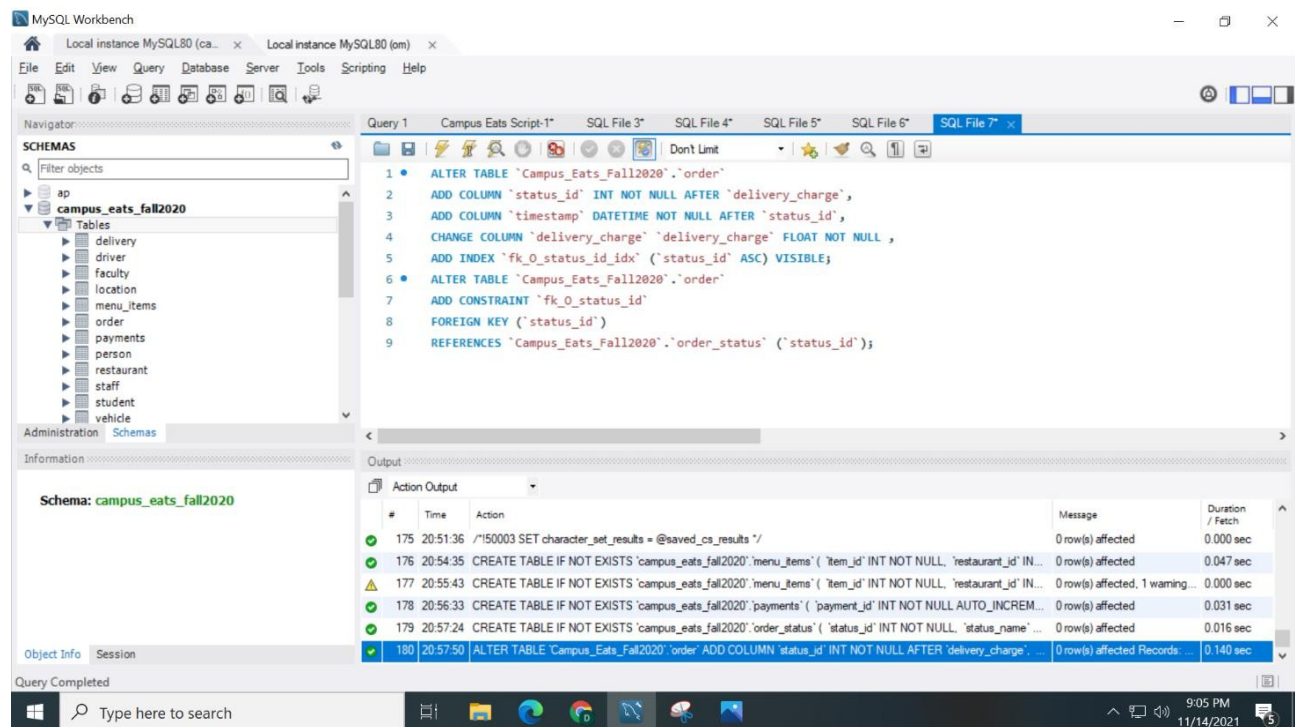 MySQL Workbench
Local instance MySQL80 (ca... x Local instance MySQL80 (om) x
File Edit View Query Database Server Tools Scripting Help
Navigator
SCHEMAS
Filter objects
ap
campus_eats_fall2020
Tables
delivery
driver
faculty
location
menu_items
order
payments
person
restaurant
staff
student
vehicle
Administration Schemas
Information
Schema: campus_eats_fall2020
Object Info Session
Query 1 Campus Eats Script-1* SQL File 3* SQL File 4* SQL File 5* SQL File 6* SQL File 7* x
Don't Limit
1 ALTER TABLE `Campus_Eats_Fall2020`.`order`
2 ADD COLUMN `status_id` INT NOT NULL AFTER `delivery_charge`,
3 ADD COLUMN `timestamp` DATETIME NOT NULL AFTER `status_id`,
4 CHANGE COLUMN `delivery_charge` `delivery_charge` FLOAT NOT NULL ,
5 ADD INDEX `fk_O_status_id_idx` (`status_id` ASC) VISIBLE;
6 ALTER TABLE `Campus_Eats_Fall2020`.`order`
7 ADD CONSTRAINT `fk_O_status_id`
8 FOREIGN KEY (`status_id`)
9 REFERENCES `Campus_Eats_Fall2020`.`order_status` (`status_id`);
Output
Action Output
# Time Action Message Duration / Fetch
175 20:51:36 /*!50003 SET character_set_results = @saved_cs_results */ 0 row(s) affected 0.000 sec
176 20:54:35 CREATE TABLE IF NOT EXISTS `campus_eats_fall2020`.`menu_items` ( `item_id` INT NOT NULL, `restaurant_id` IN... 0 row(s) affected 0.047 sec
177 20:55:43 CREATE TABLE IF NOT EXISTS `campus_eats_fall2020`.`menu_items` ( `item_id` INT NOT NULL, `restaurant_id` IN... 0 row(s) affected, 1 warning... 0.000 sec
178 20:56:33 CREATE TABLE IF NOT EXISTS `campus_eats_fall2020`.`payments` ( `payment_id` INT NOT NULL AUTO_INCREM... 0 row(s) affected 0.031 sec
179 20:57:24 CREATE TABLE IF NOT EXISTS `campus_eats_fall2020`.`order_status` ( `status_id` INT NOT NULL, `status_name` ... 0 row(s) affected 0.016 sec
180 20:57:50 ALTER TABLE `Campus_Eats_Fall2020`.`order` ADD COLUMN `status_id` INT NOT NULL AFTER `delivery_charge`, ... 0 row(s) affected Records: ... 0.140 sec
Query Completed
Type here to search
9:05 PM
11/14/2021
5